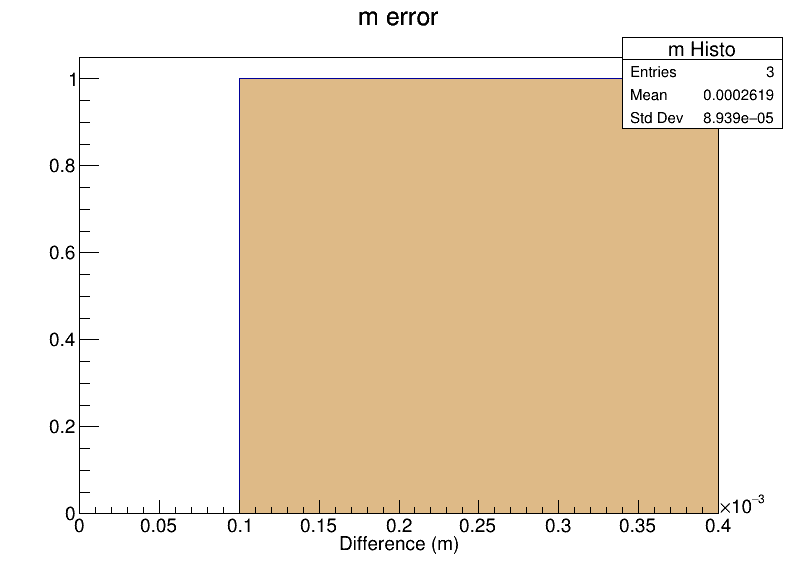 m error
m Histo
Entries 3
Mean 0.0002619
Std Dev 8.939e−05
1
0.8
0.6
0.4
0.2
0
0 0.05 0.1 0.15 0.2 0.25 0.3 0.35 0.4
×10⁻³
Difference (m)